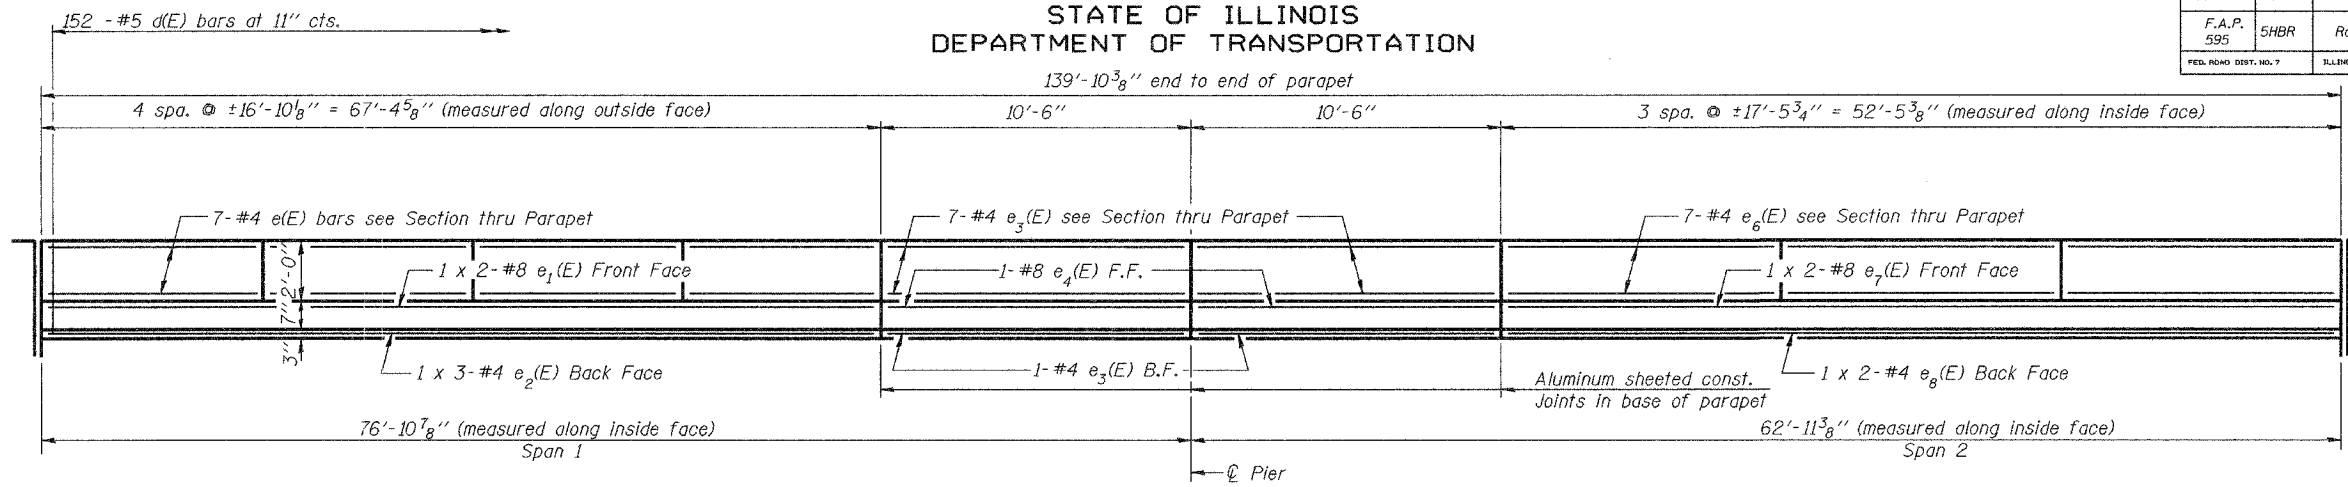 152 - #5 d(E) bars at 11" cts.
STATE OF ILLINOIS
DEPARTMENT OF TRANSPORTATION
F.A.P.
595
5HBR
FED. ROAD DIST. NO. 7
139'-10 3/8" end to end of parapet
4 spa. @ ±16'-10 1/8" = 67'-4 5/8" (measured along outside face)
10'-6"
10'-6"
3 spa. @ ±17'-5 3/4" = 52'-5 3/8" (measured along inside face)
7- #4 e(E) bars see Section thru Parapet
7- #4 e3(E) see Section thru Parapet
7- #4 e6(E) see Section thru Parapet
2'-0"
1 x 2- #8 e1(E) Front Face
1- #8 e4(E) F.F.
1 x 2- #8 e7(E) Front Face
7"
3"
1 x 3- #4 e2(E) Back Face
1- #4 e3(E) B.F.
1 x 2- #4 e8(E) Back Face
Aluminum sheeted const.
Joints in base of parapet
76'-10 7/8" (measured along inside face)
Span 1
62'-11 3/8" (measured along inside face)
Span 2
℄ Pier